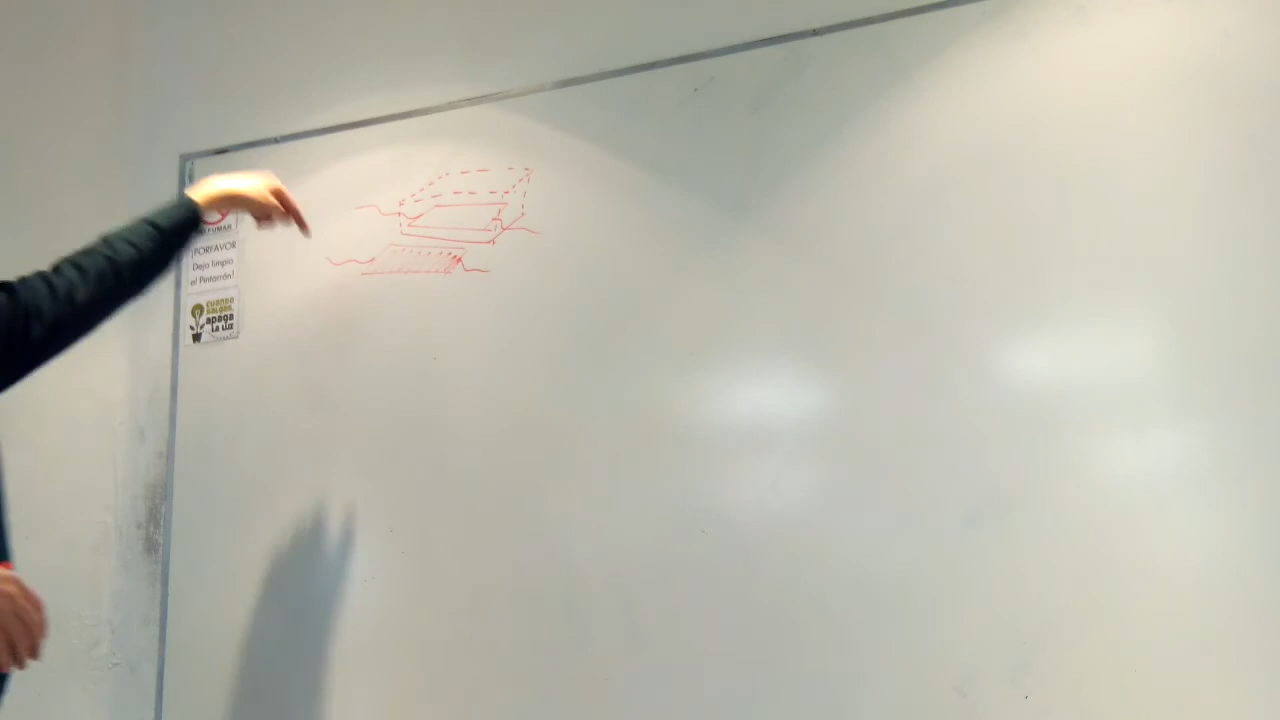 FUMAR
¡PORFAVOR
Deja limpio
el Pintarrón!
CUANDO
SALGAS,
apaga
LA LUZ